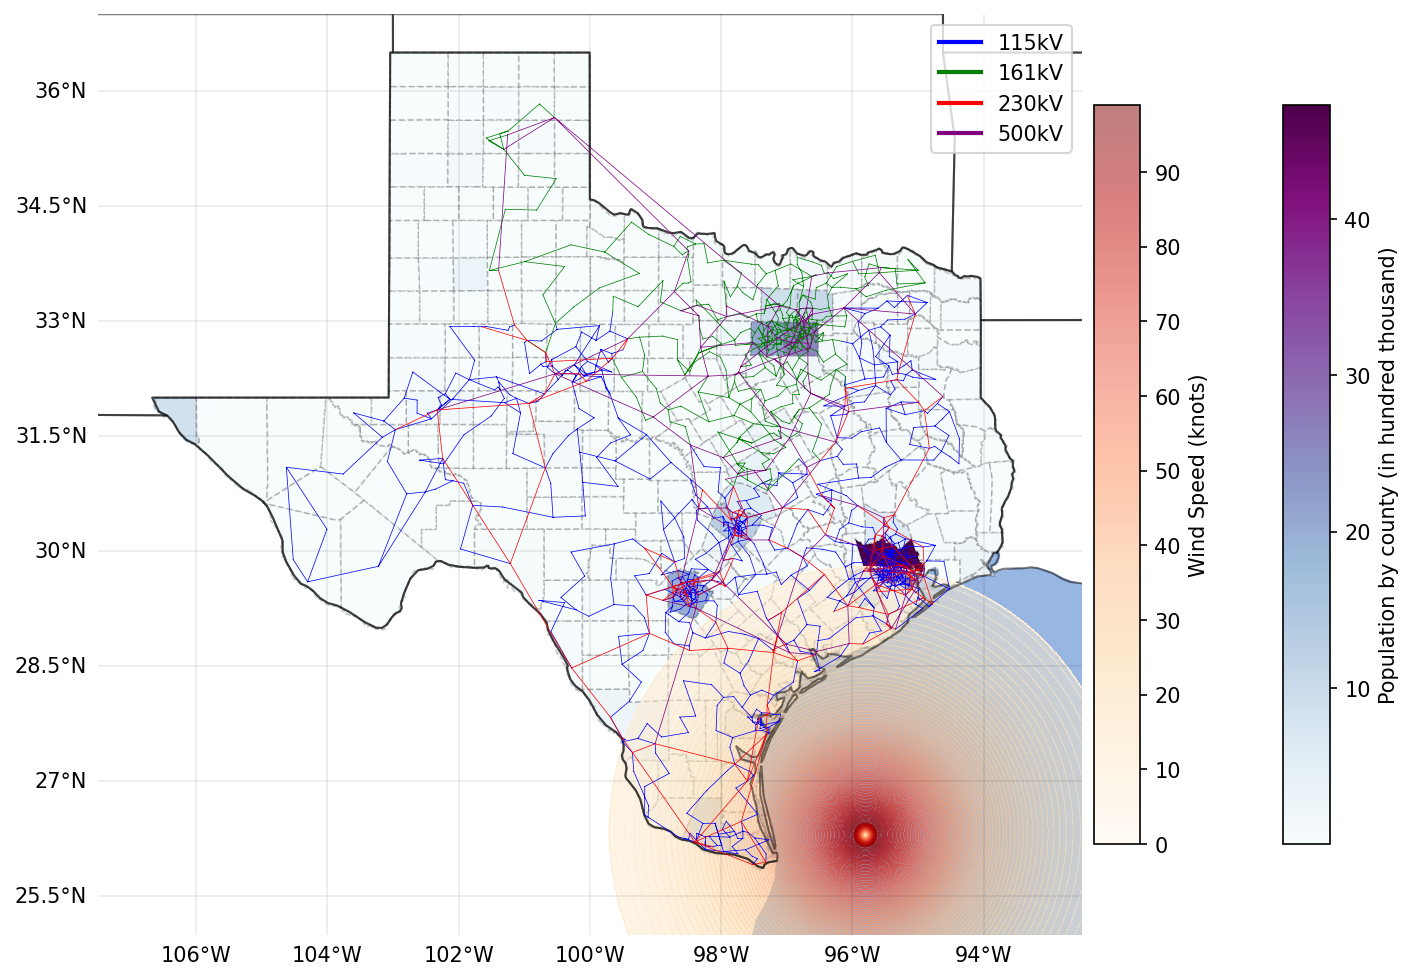 115kV
161kV
230kV
500kV
36°N
34.5°N
33°N
31.5°N
30°N
28.5°N
27°N
25.5°N
106°W
104°W
102°W
100°W
98°W
96°W
94°W
90
80
70
60
50
40
30
20
10
0
Wind Speed (knots)
40
30
20
10
Population by county (in hundred thousand)